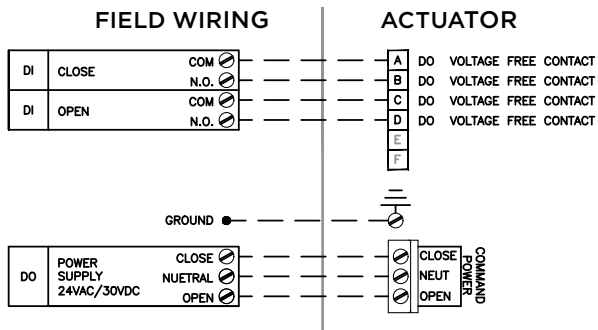 FIELD WIRING
ACTUATOR
DI CLOSE COM A DO VOLTAGE FREE CONTACT
N.O. B DO VOLTAGE FREE CONTACT
DI OPEN COM C DO VOLTAGE FREE CONTACT
N.O. D DO VOLTAGE FREE CONTACT
E
F
GROUND
DO
POWER
SUPPLY
24VAC/30VDC
CLOSE
NUETRAL
OPEN
CLOSE
NEUT
OPEN
COMMAND
POWER